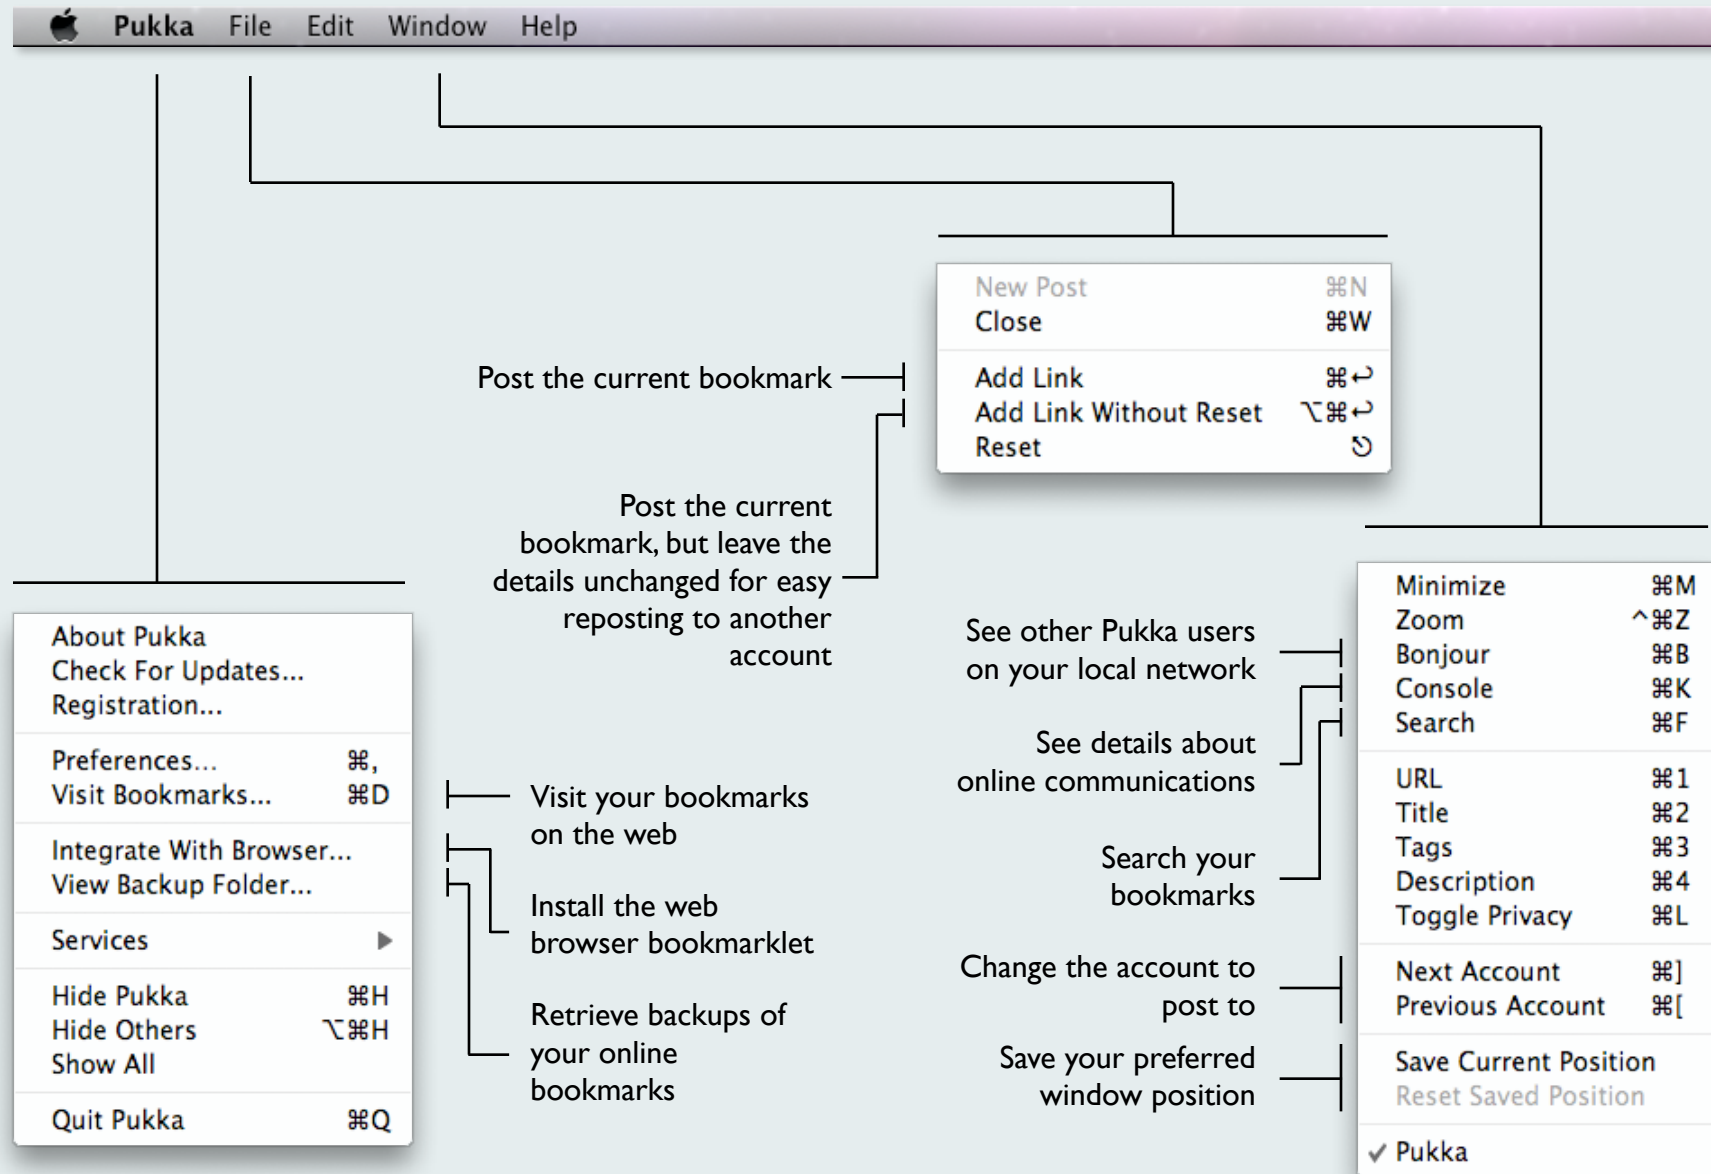 Pukka File Edit Window Help
New Post ⌘N
Close ⌘W
Add Link ⌘↩
Add Link Without Reset ⌥⌘↩
Reset ⎋
Post the current bookmark
Post the current
bookmark, but leave the
details unchanged for easy
reposting to another
account
About Pukka
Check For Updates...
Registration...
Preferences... ⌘,
Visit Bookmarks... ⌘D
Integrate With Browser...
View Backup Folder...
Services ▶
Hide Pukka ⌘H
Hide Others ⌥⌘H
Show All
Quit Pukka ⌘Q
Visit your bookmarks
on the web
Install the web
browser bookmarklet
Retrieve backups of
your online
bookmarks
See other Pukka users
on your local network
See details about
online communications
Search your
bookmarks
Change the account to
post to
Save your preferred
window position
Minimize ⌘M
Zoom ^⌘Z
Bonjour ⌘B
Console ⌘K
Search ⌘F
URL ⌘1
Title ⌘2
Tags ⌘3
Description ⌘4
Toggle Privacy ⌘L
Next Account ⌘]
Previous Account ⌘[
Save Current Position
Reset Saved Position
✓ Pukka